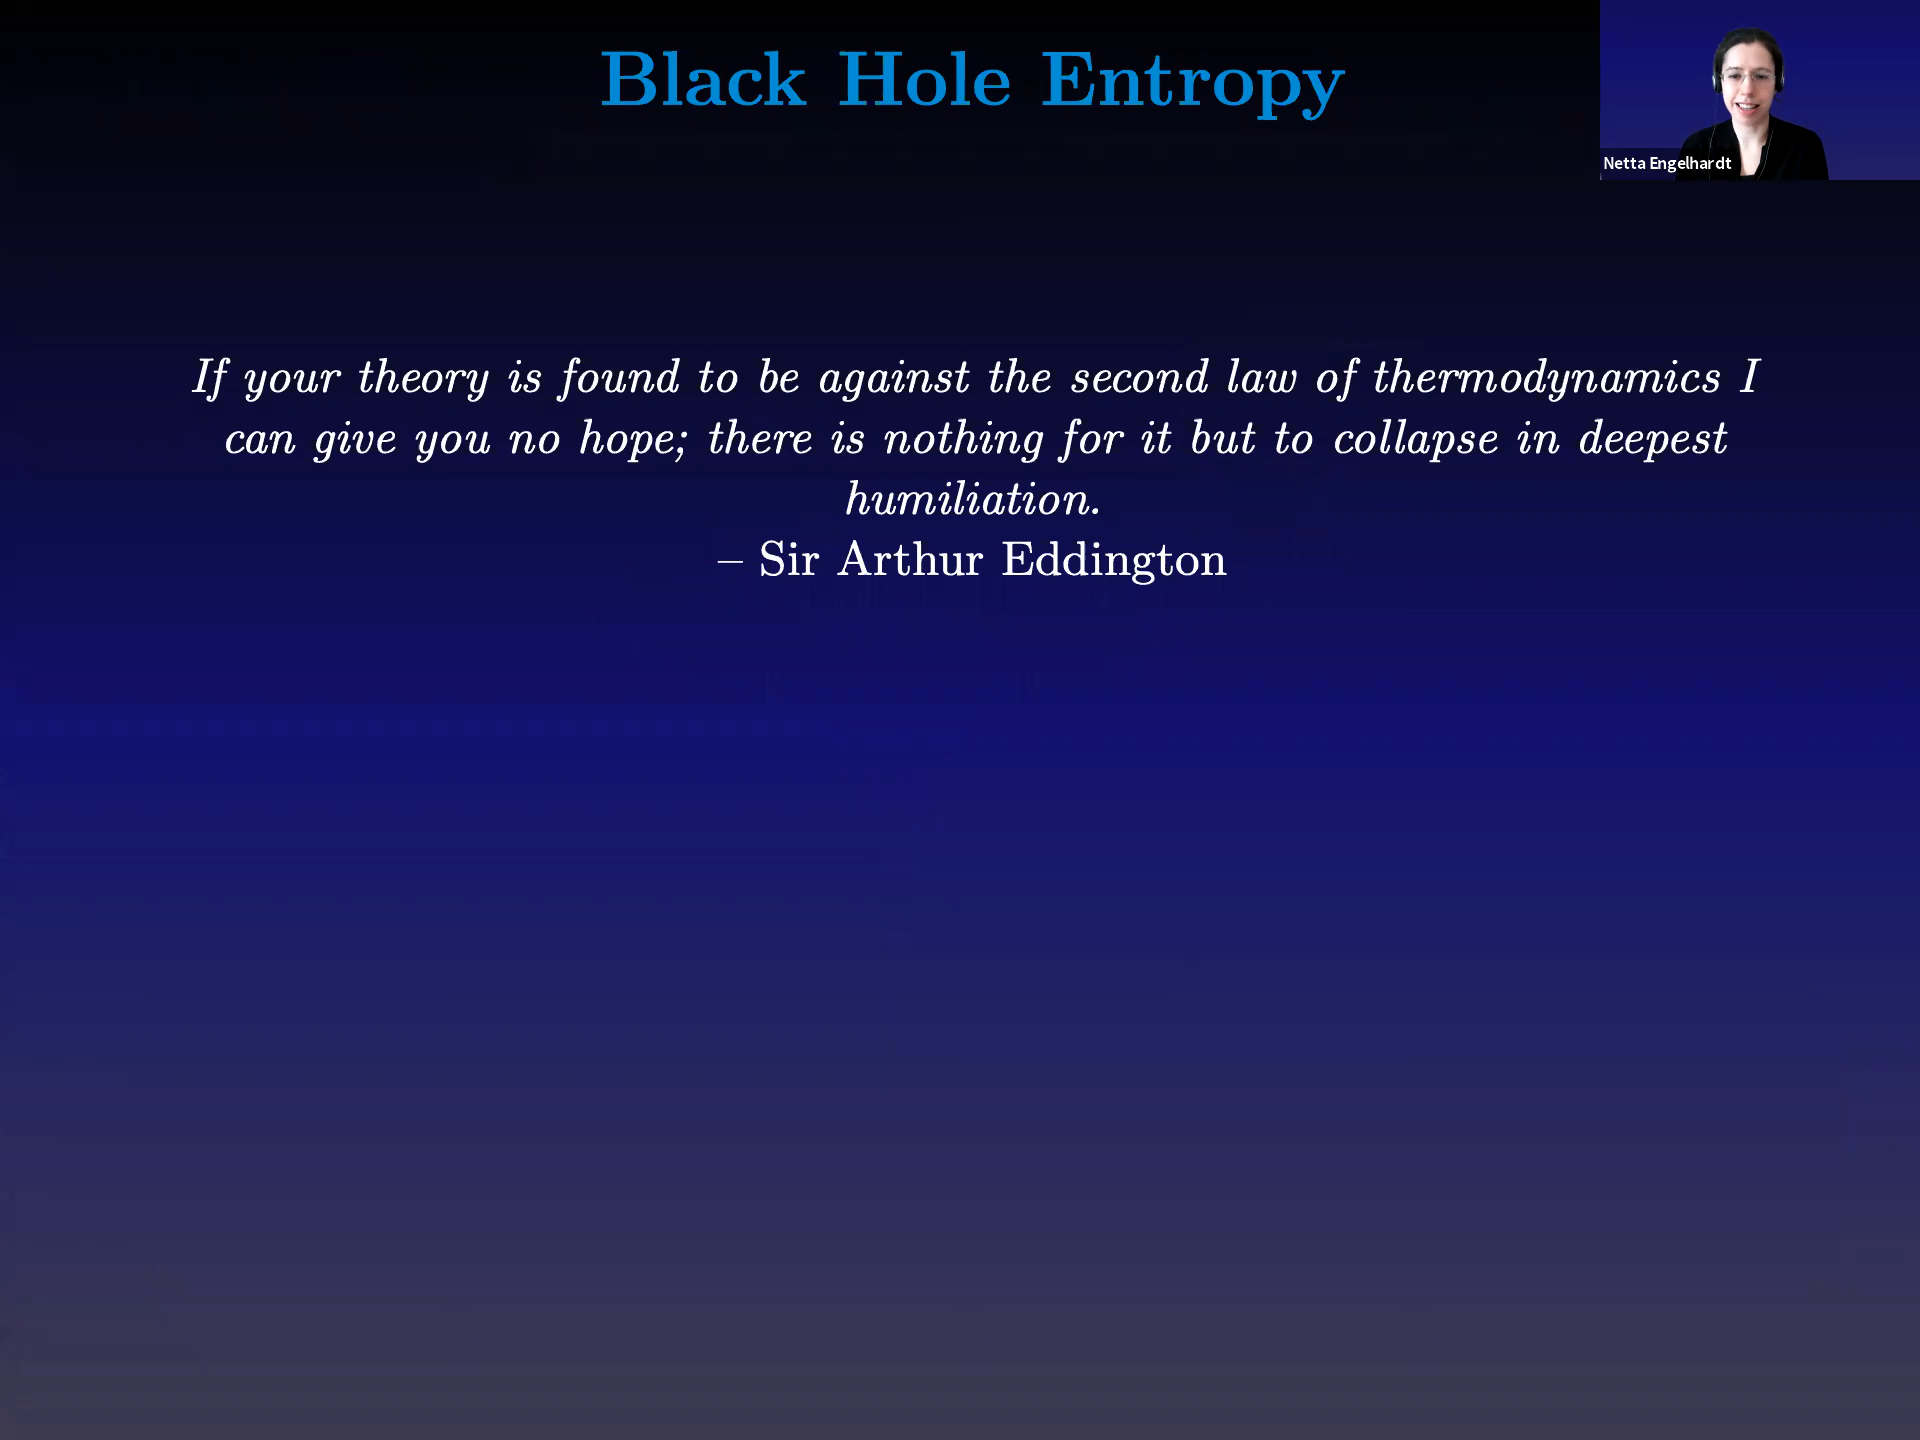 Black Hole Entropy
Netta Engelhardt
If your theory is found to be against the second law of thermodynamics I
can give you no hope; there is nothing for it but to collapse in deepest
humiliation.
– Sir Arthur Eddington